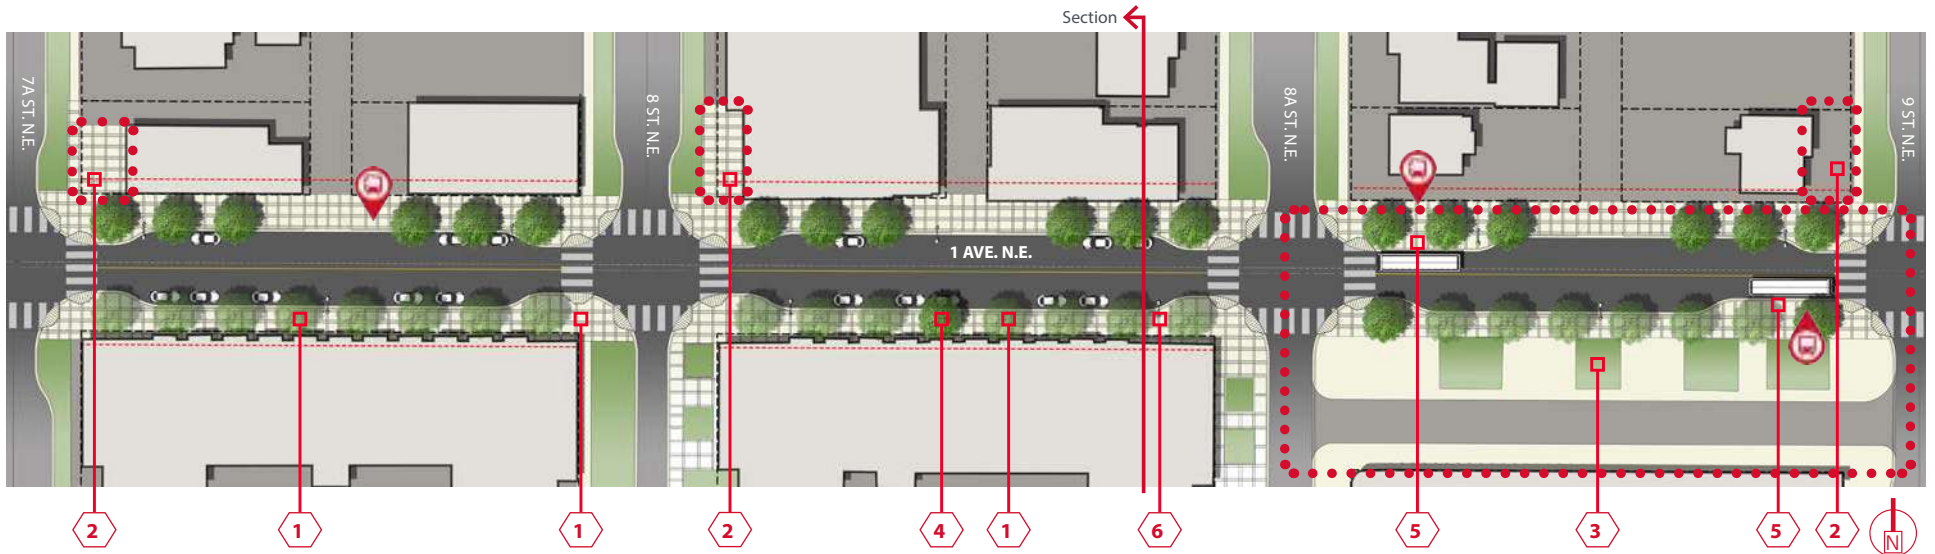 Section
7A ST. N.E.
8 ST. N.E.
8A ST. N.E.
9 ST. N.E.
1 AVE. N.E.
2
1
1
2
4
1
6
5
3
5
2
N